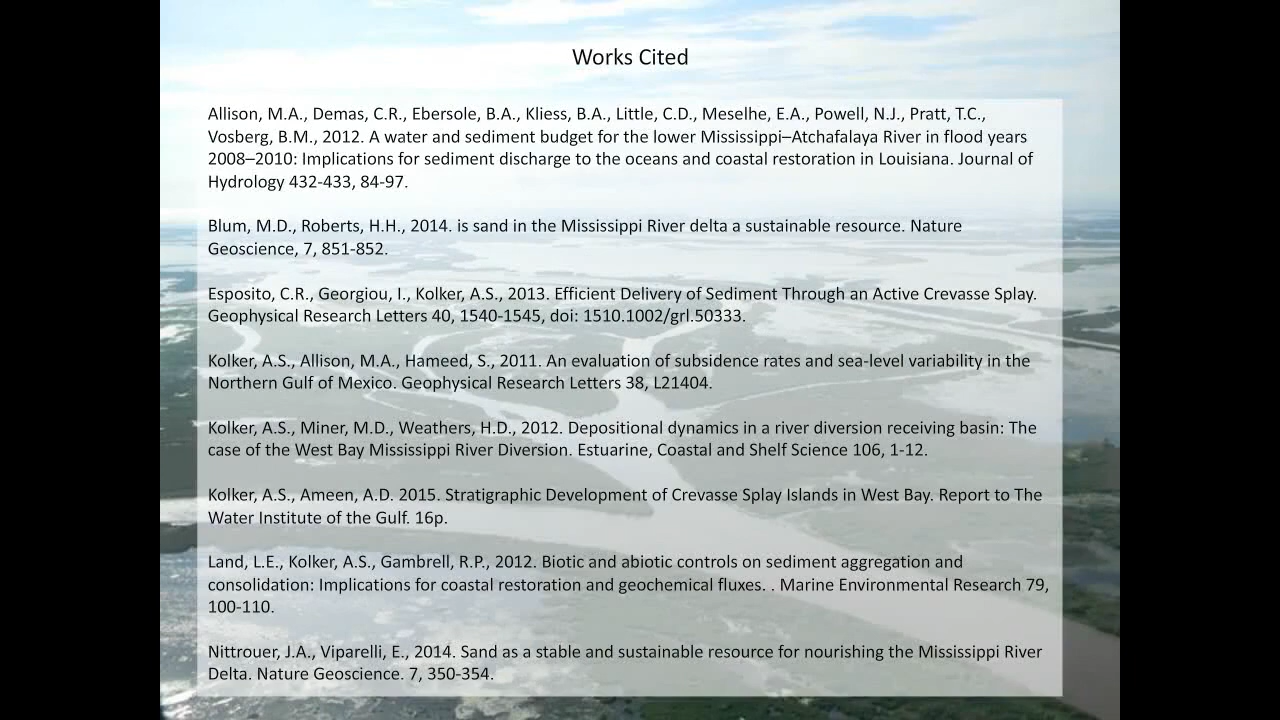 Works Cited
Allison, M.A., Demas, C.R., Ebersole, B.A., Kliess, B.A., Little, C.D., Meselhe, E.A., Powell, N.J., Pratt, T.C.,
Vosberg, B.M., 2012. A water and sediment budget for the lower Mississippi–Atchafalaya River in flood years
2008–2010: Implications for sediment discharge to the oceans and coastal restoration in Louisiana. Journal of
Hydrology 432-433, 84-97.
Blum, M.D., Roberts, H.H., 2014. is sand in the Mississippi River delta a sustainable resource. Nature
Geoscience, 7, 851-852.
Esposito, C.R., Georgiou, I., Kolker, A.S., 2013. Efficient Delivery of Sediment Through an Active Crevasse Splay.
Geophysical Research Letters 40, 1540-1545, doi: 1510.1002/grl.50333.
Kolker, A.S., Allison, M.A., Hameed, S., 2011. An evaluation of subsidence rates and sea-level variability in the
Northern Gulf of Mexico. Geophysical Research Letters 38, L21404.
Kolker, A.S., Miner, M.D., Weathers, H.D., 2012. Depositional dynamics in a river diversion receiving basin: The
case of the West Bay Mississippi River Diversion. Estuarine, Coastal and Shelf Science 106, 1-12.
Kolker, A.S., Ameen, A.D. 2015. Stratigraphic Development of Crevasse Splay Islands in West Bay. Report to The
Water Institute of the Gulf. 16p.
Land, L.E., Kolker, A.S., Gambrell, R.P., 2012. Biotic and abiotic controls on sediment aggregation and
consolidation: Implications for coastal restoration and geochemical fluxes. . Marine Environmental Research 79,
100-110.
Nittrouer, J.A., Viparelli, E., 2014. Sand as a stable and sustainable resource for nourishing the Mississippi River
Delta. Nature Geoscience. 7, 350-354.